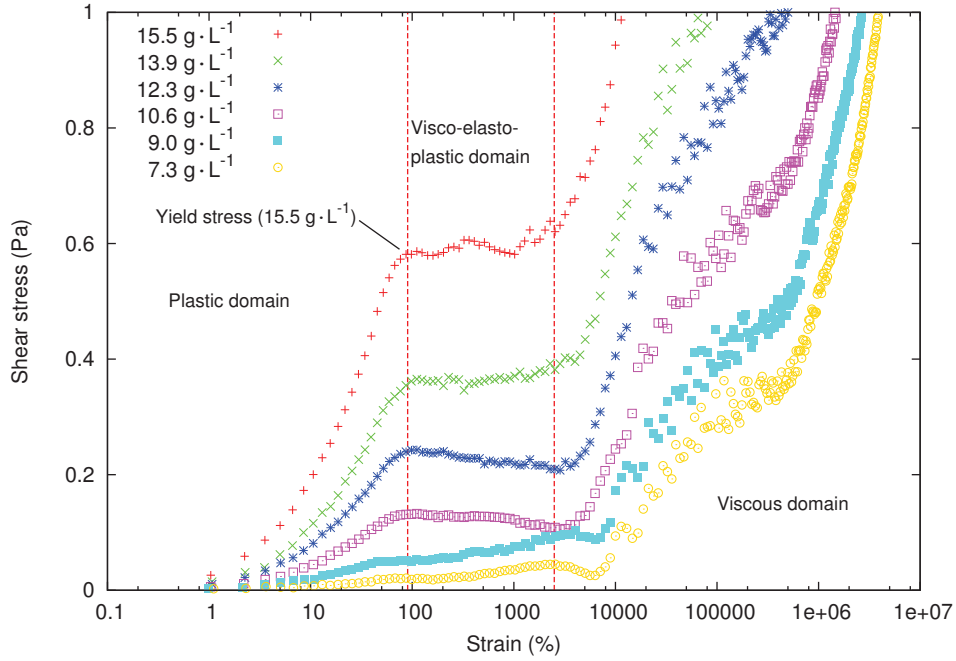 15.5 g·L⁻¹
13.9 g·L⁻¹
12.3 g·L⁻¹
10.6 g·L⁻¹
9.0 g·L⁻¹
7.3 g·L⁻¹
Visco-elasto-
plastic domain
Yield stress (15.5 g·L⁻¹)
Plastic domain
Viscous domain
Shear stress (Pa)
1
0.8
0.6
0.4
0.2
0
0.1 1 10 100 1000 10000 100000 1e+06 1e+07
Strain (%)